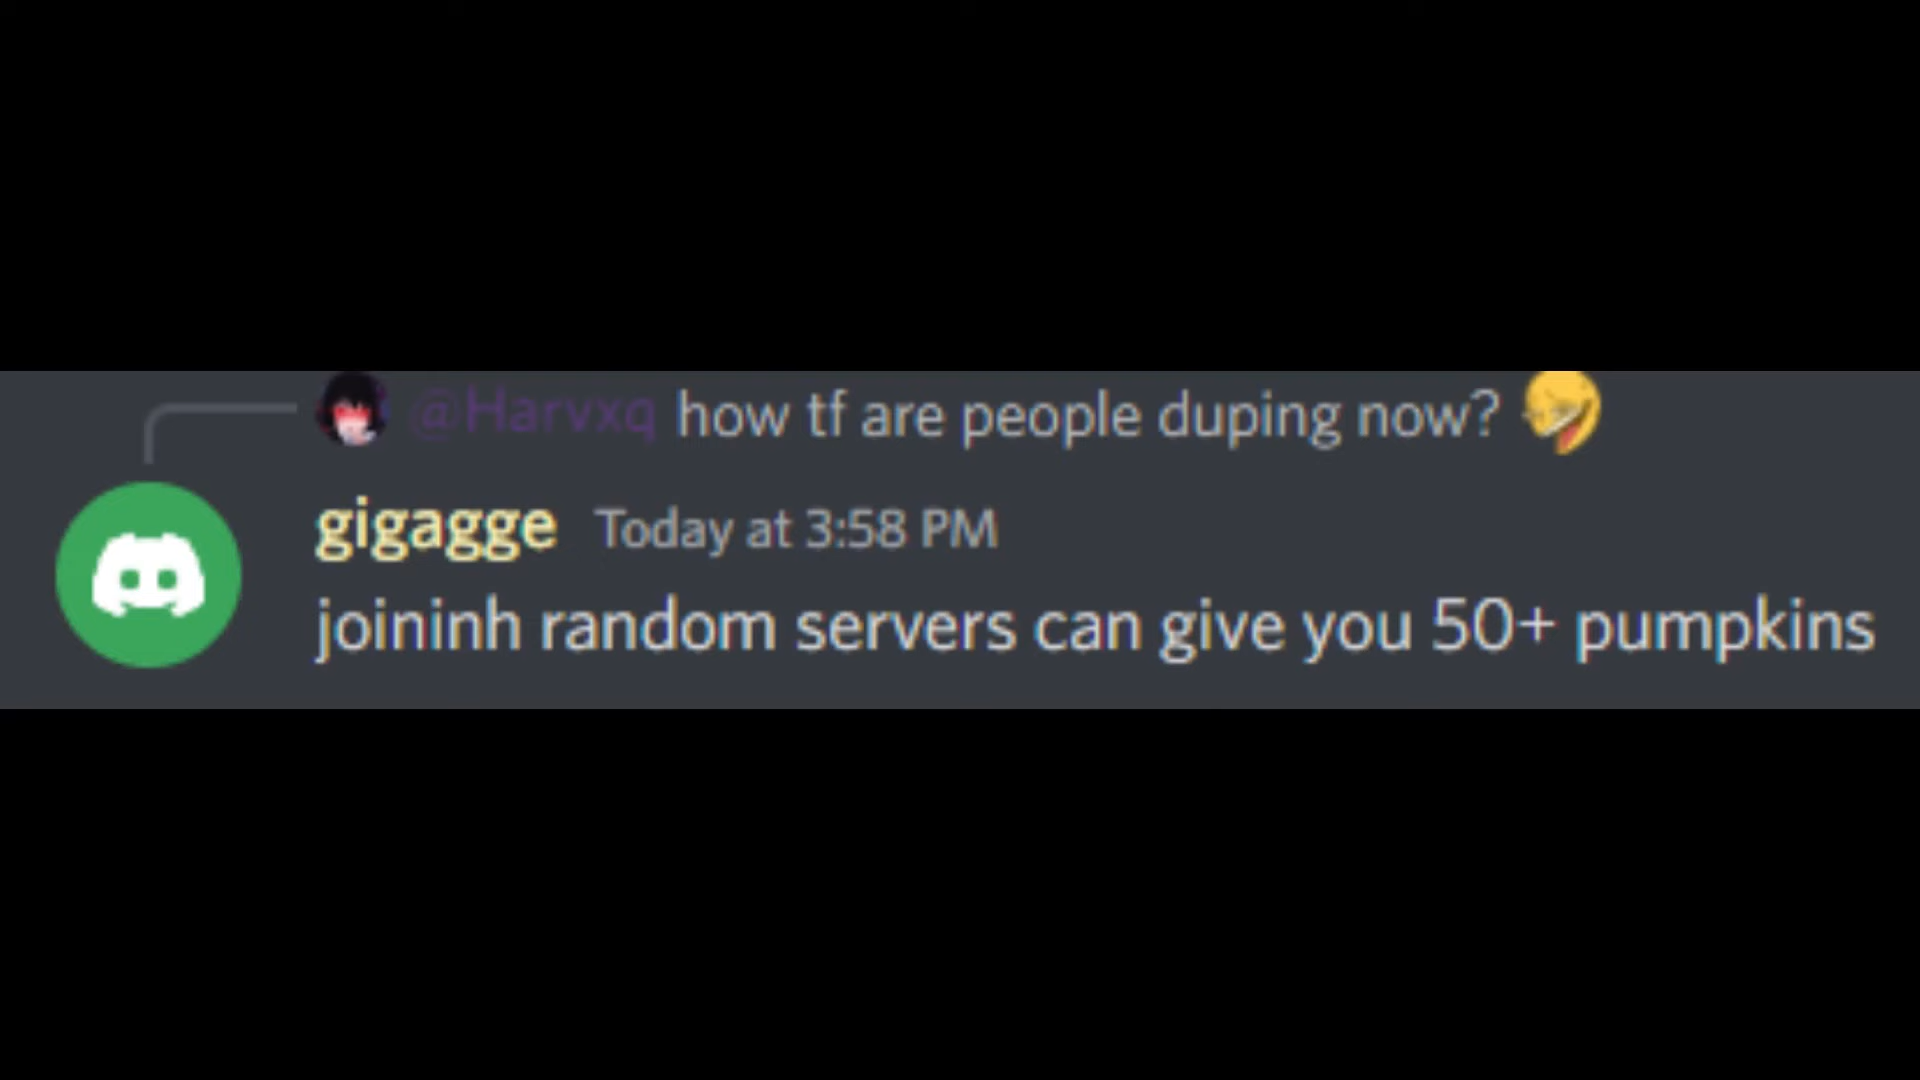 @Harvxq how tf are people duping now? 🤣
gigagge Today at 3:58 PM
joininh random servers can give you 50+ pumpkins